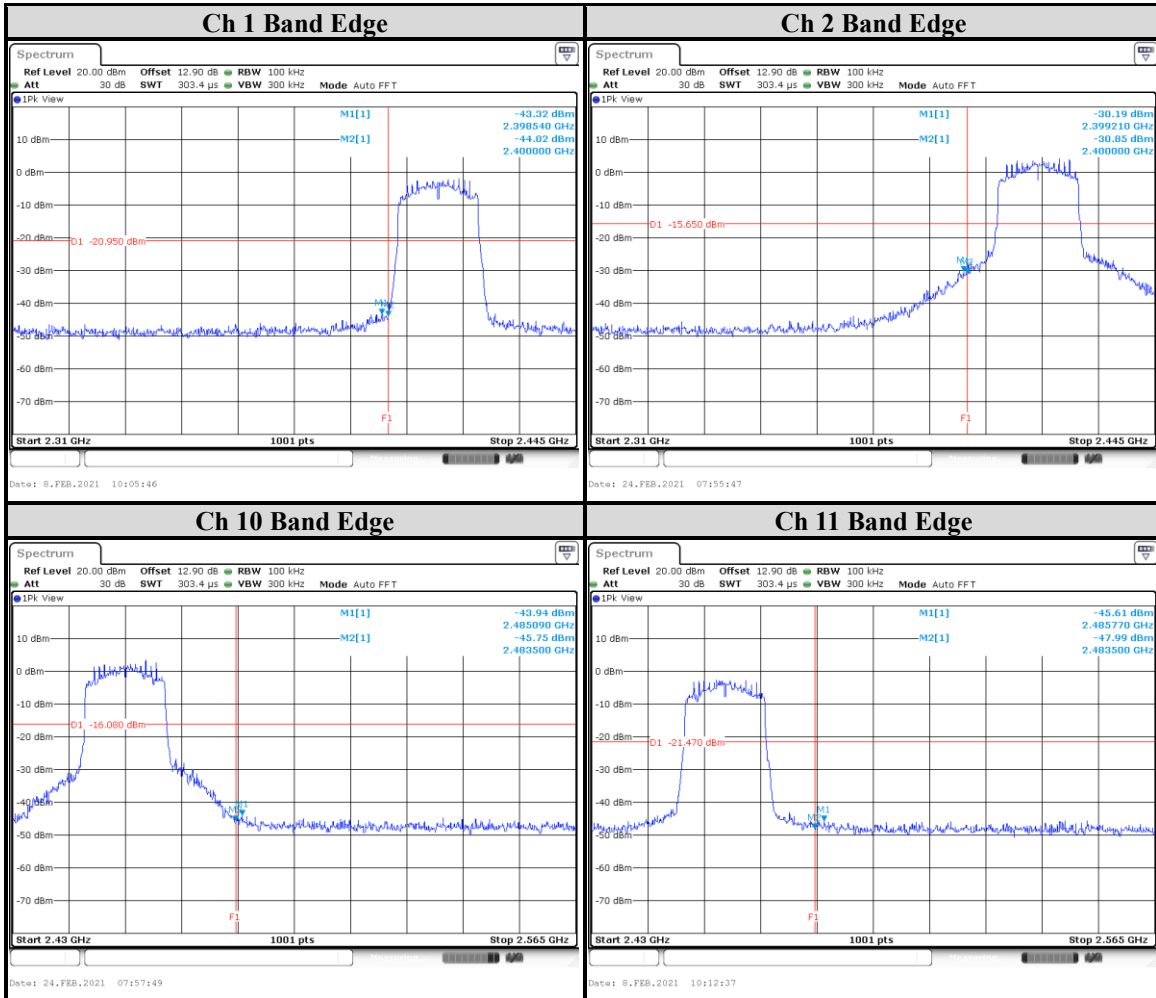 Ch 1 Band Edge
Spectrum
Ref Level 20.00 dBm Offset 12.90 dB RBW 100 kHz
Att 30 dB SWT 303.4 µs VBW 300 kHz Mode Auto FFT
1Pk View
M1[1] -43.32 dBm
2.398540 GHz
M2[1] -44.02 dBm
2.400000 GHz
10 dBm
0 dBm
-10 dBm
-20 dBm
D1 -20.950 dBm
-30 dBm
-40 dBm
M1
-50 dBm
-60 dBm
-70 dBm
F1
Start 2.31 GHz 1001 pts Stop 2.445 GHz
Date: 8.FEB.2021 10:05:46
Ch 2 Band Edge
Spectrum
Ref Level 20.00 dBm Offset 12.90 dB RBW 100 kHz
Att 30 dB SWT 303.4 µs VBW 300 kHz Mode Auto FFT
1Pk View
M1[1] -30.19 dBm
2.399210 GHz
M2[1] -30.85 dBm
2.400000 GHz
10 dBm
0 dBm
-10 dBm
D1 -15.650 dBm
-20 dBm
-30 dBm
M2
-40 dBm
-50 dBm
-60 dBm
-70 dBm
F1
Start 2.31 GHz 1001 pts Stop 2.445 GHz
Date: 24.FEB.2021 07:55:47
Ch 10 Band Edge
Spectrum
Ref Level 20.00 dBm Offset 12.90 dB RBW 100 kHz
Att 30 dB SWT 303.4 µs VBW 300 kHz Mode Auto FFT
1Pk View
M1[1] -43.94 dBm
2.485090 GHz
M2[1] -45.75 dBm
2.483500 GHz
10 dBm
0 dBm
-10 dBm
D1 -16.080 dBm
-20 dBm
-30 dBm
-40 dBm
M1
-50 dBm
-60 dBm
-70 dBm
F1
Start 2.43 GHz 1001 pts Stop 2.565 GHz
Date: 24.FEB.2021 07:57:49
Ch 11 Band Edge
Spectrum
Ref Level 20.00 dBm Offset 12.90 dB RBW 100 kHz
Att 30 dB SWT 303.4 µs VBW 300 kHz Mode Auto FFT
1Pk View
M1[1] -45.61 dBm
2.485770 GHz
M2[1] -47.99 dBm
2.483500 GHz
10 dBm
0 dBm
-10 dBm
-20 dBm
D1 -21.470 dBm
-30 dBm
-40 dBm
M1
M2
-50 dBm
-60 dBm
-70 dBm
F1
Start 2.43 GHz 1001 pts Stop 2.565 GHz
Date: 8.FEB.2021 10:12:37